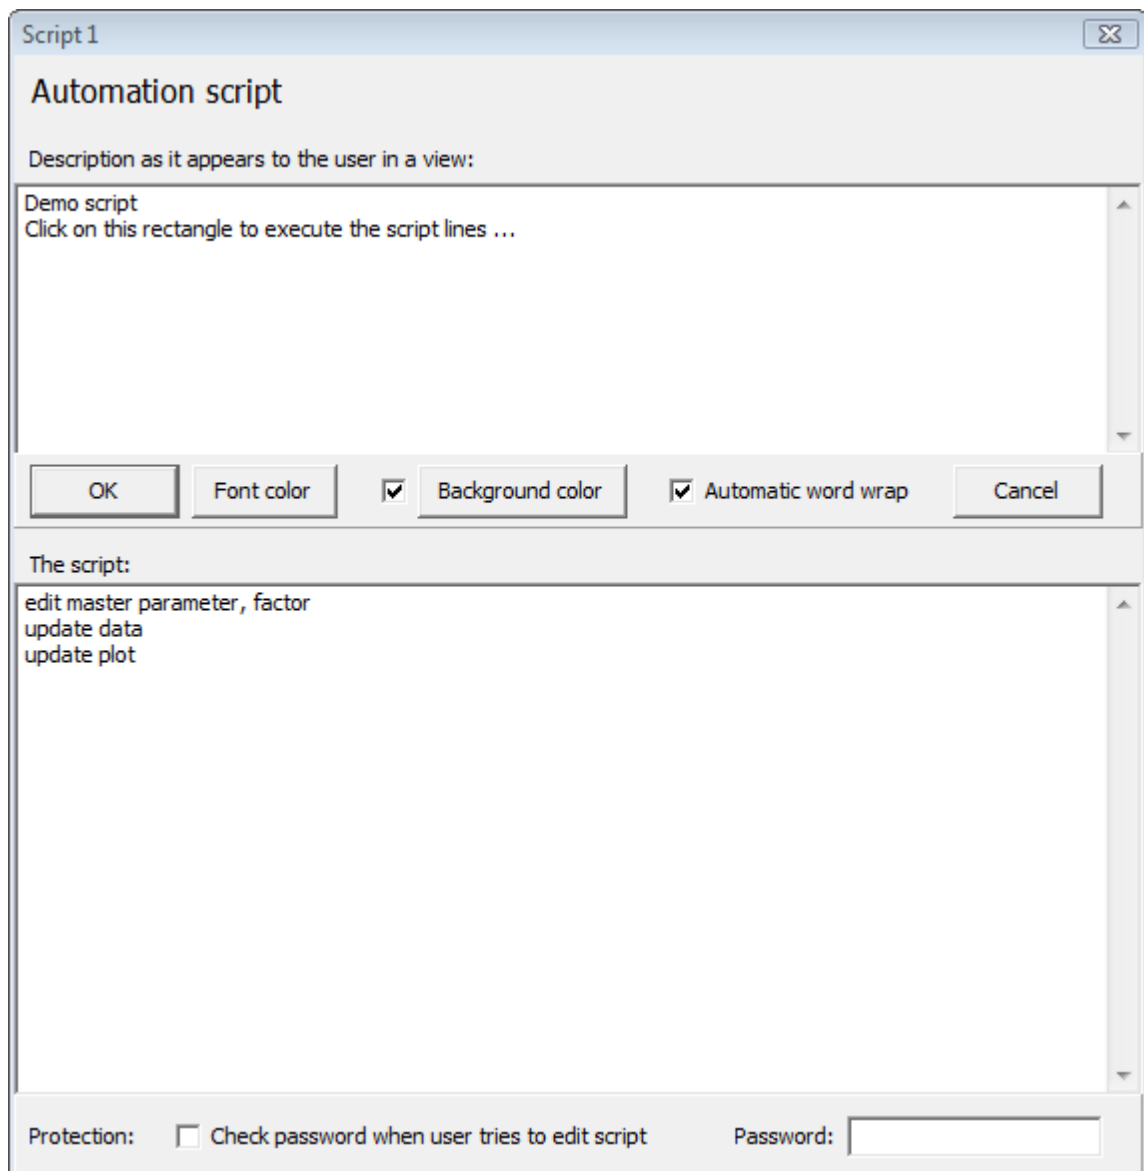 Script 1
Automation script
Description as it appears to the user in a view:
Demo script
Click on this rectangle to execute the script lines ...
OK Font color Background color Automatic word wrap Cancel
The script:
edit master parameter, factor
update data
update plot
Protection: Check password when user tries to edit script Password: